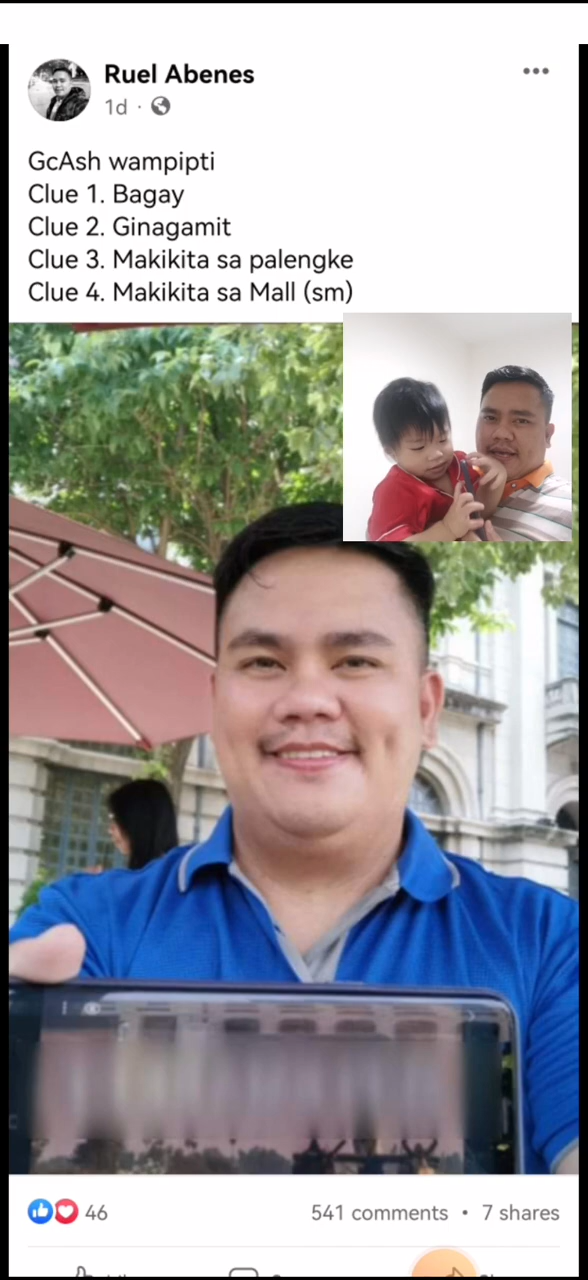 Ruel Abenes
1d
GcAsh wampipti
Clue 1. Bagay
Clue 2. Ginagamit
Clue 3. Makikita sa palengke
Clue 4. Makikita sa Mall (sm)
46
541 comments • 7 shares